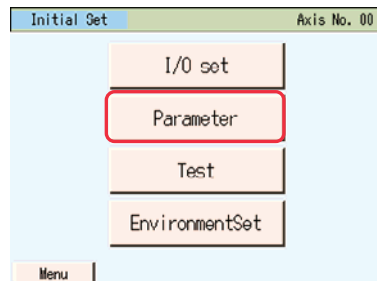 Initial Set Axis No. 00
I/O set
Parameter
Test
EnvironmentSet
Menu